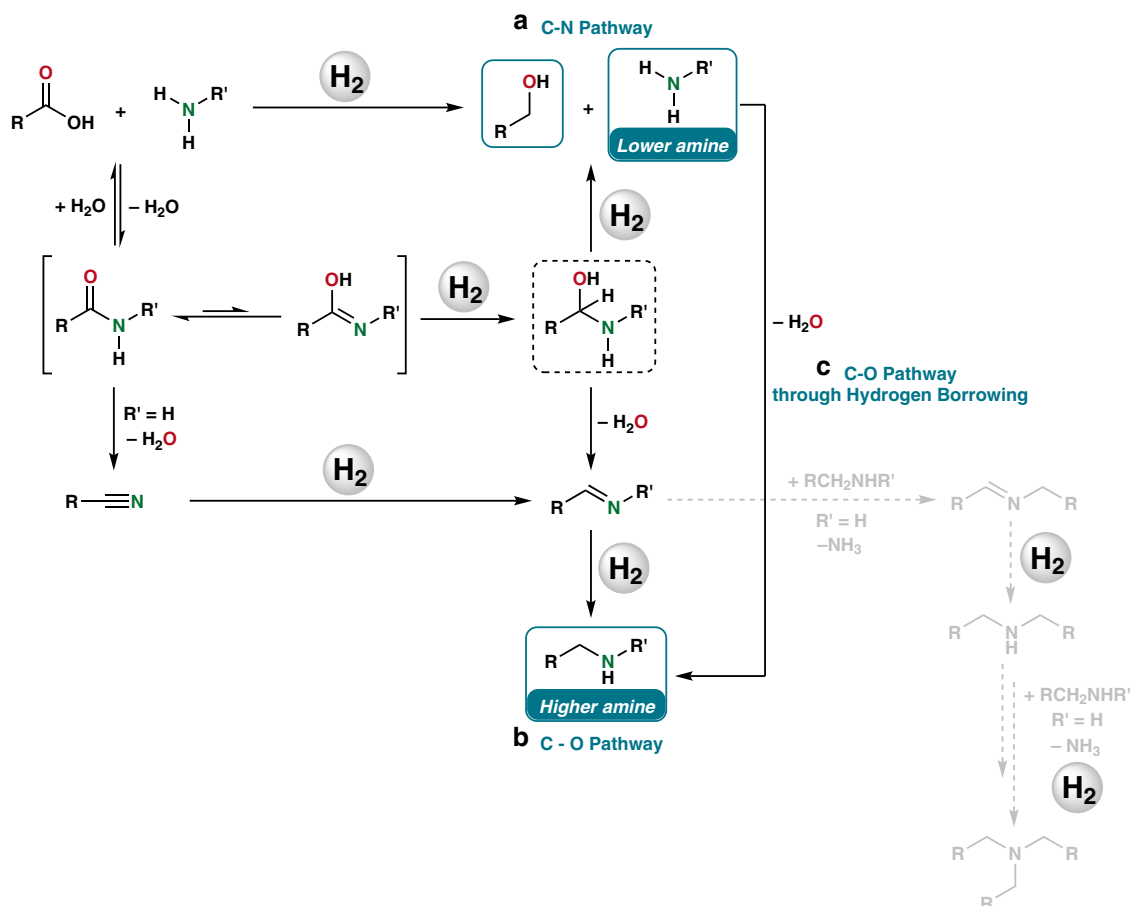 a C-N Pathway
O
R
OH
+
H
N
R'
H
H2
OH
R
+
H
N
R'
H
Lower amine
+ H2O
– H2O
H2
O
R
N
R'
H
OH
R
N
R'
H2
OH
H
R
N
R'
H
– H2O
c C-O Pathway
through Hydrogen Borrowing
R' = H
– H2O
– H2O
R
N
H2
R
N
R'
+ RCH2NHR'
R' = H
–NH3
R
N
R
H2
H2
R
N
H
R
R
N
H
R'
Higher amine
b C - O Pathway
+ RCH2NHR'
R' = H
– NH3
H2
R
N
R
R